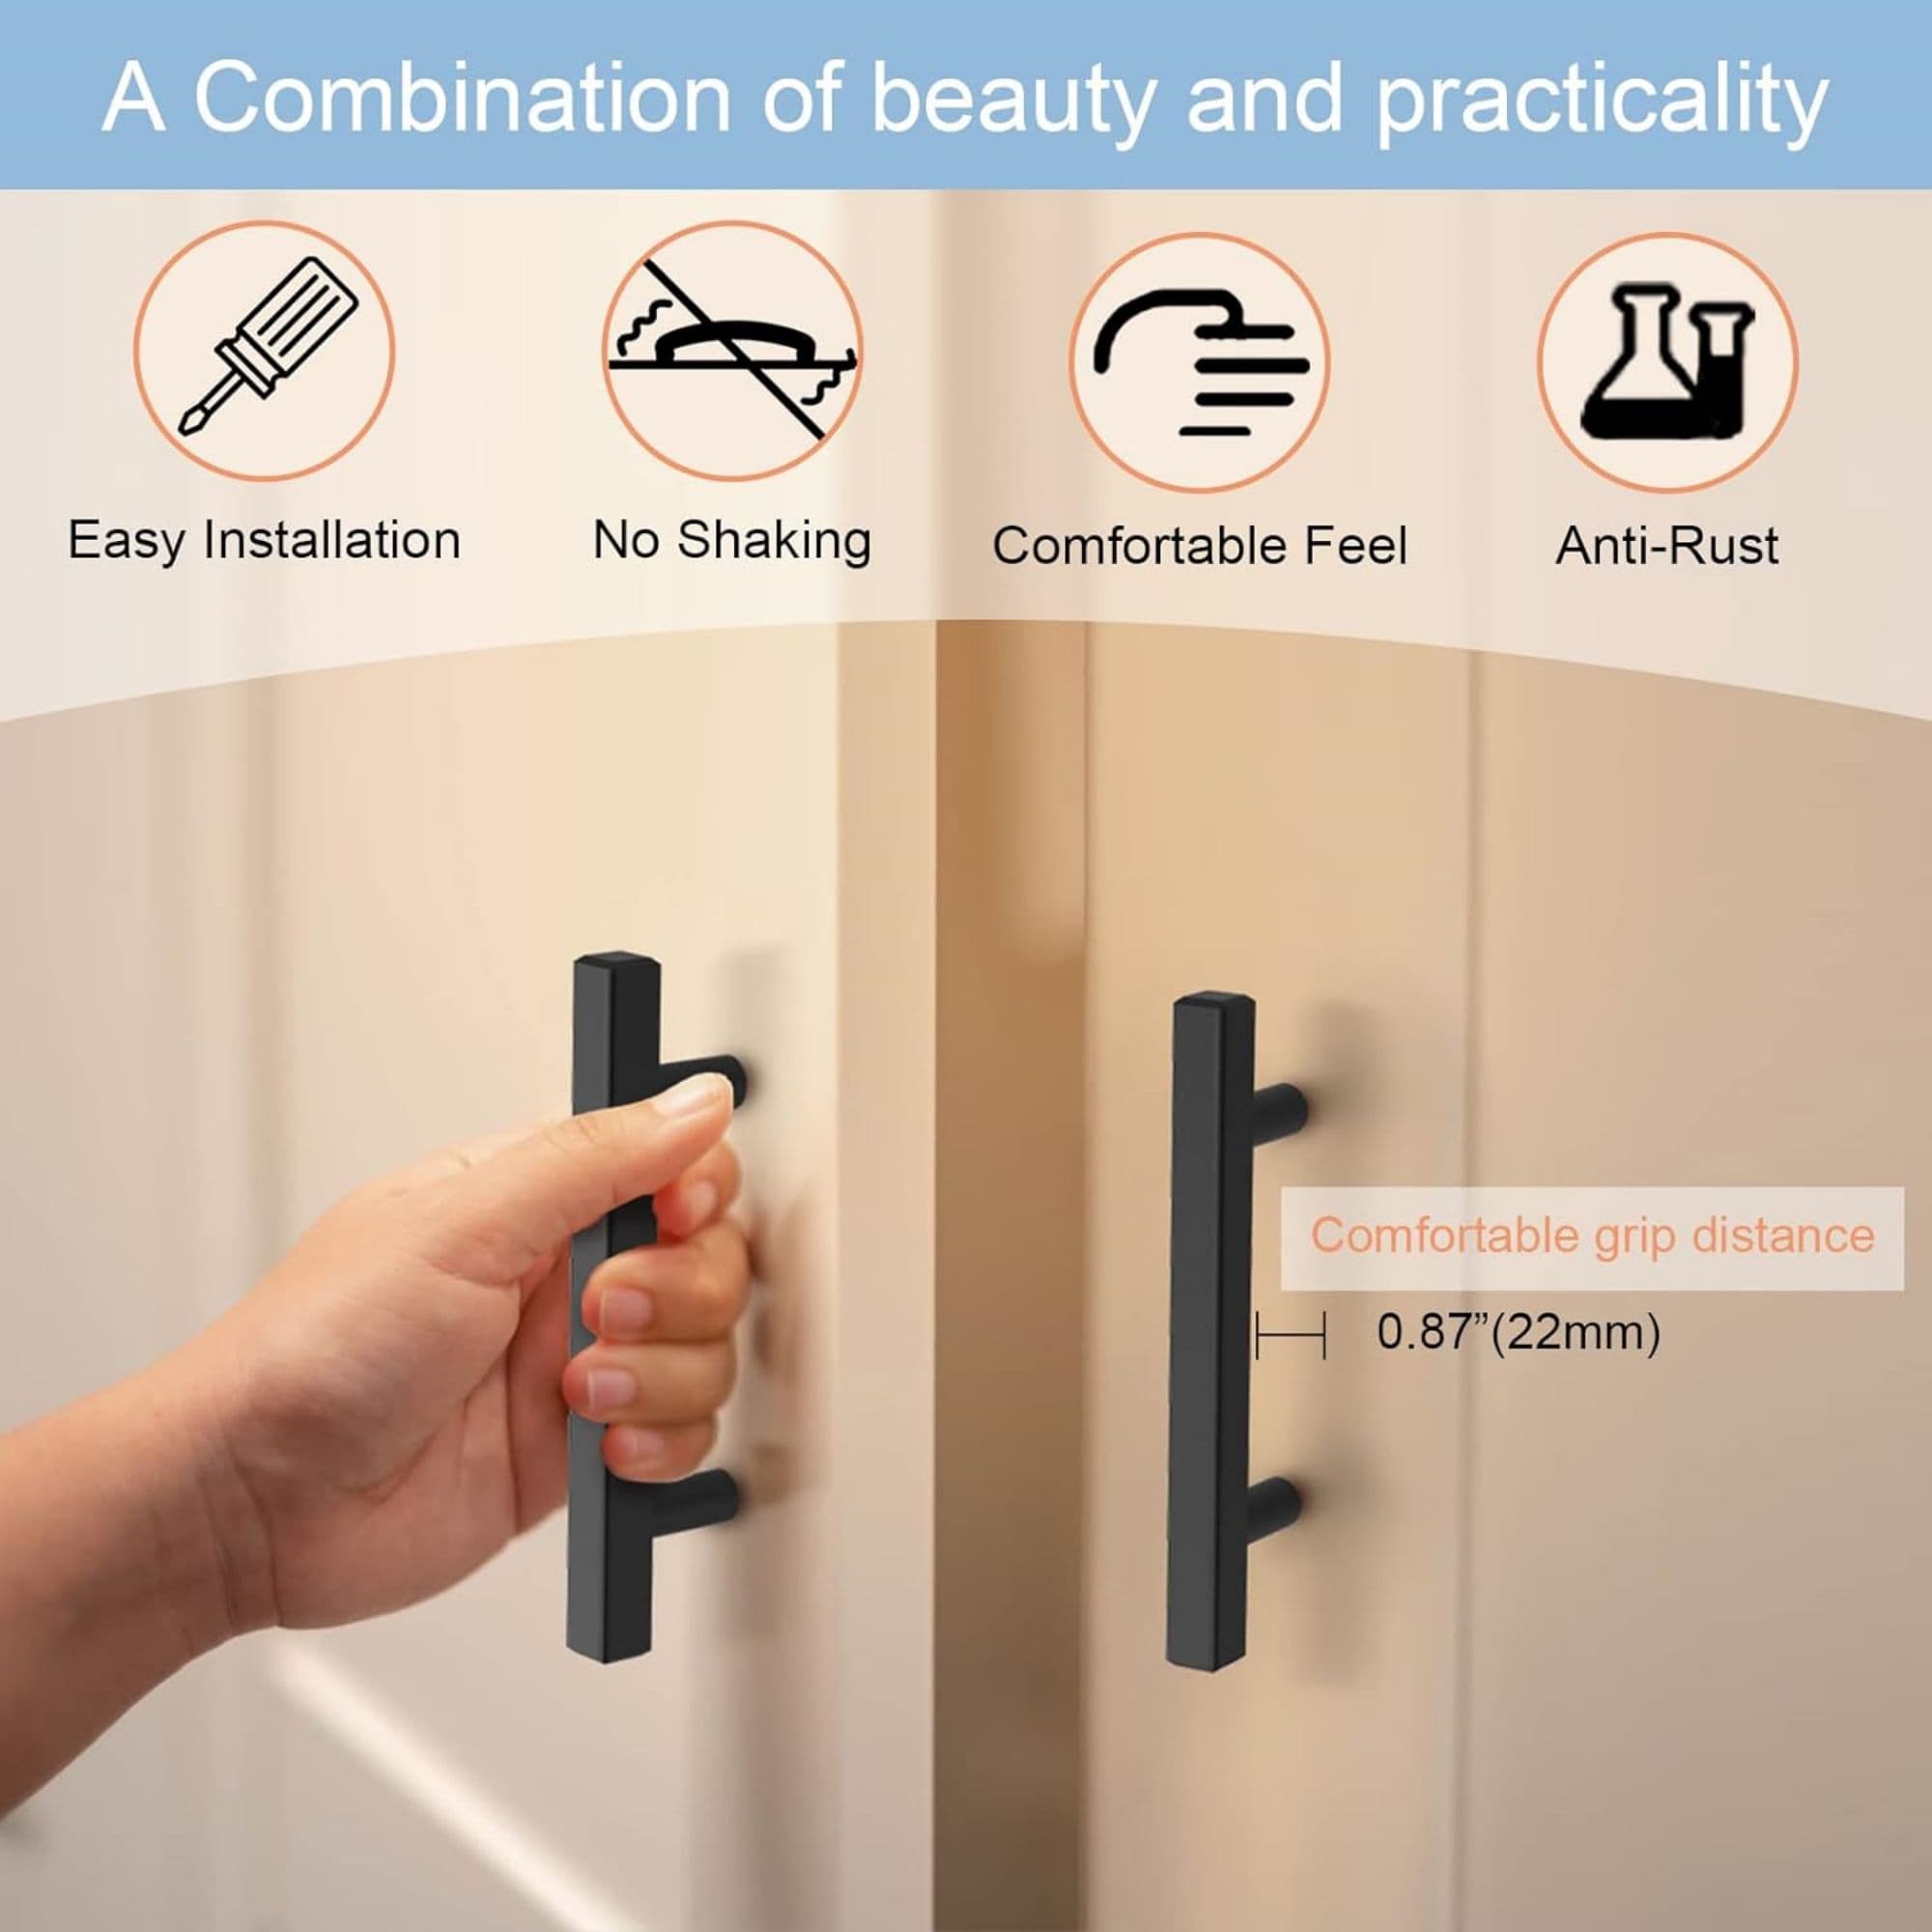 A Combination of beauty and practicality
Easy Installation
No Shaking
Comfortable Feel
Anti-Rust
Comfortable grip distance
0.87”(22mm)